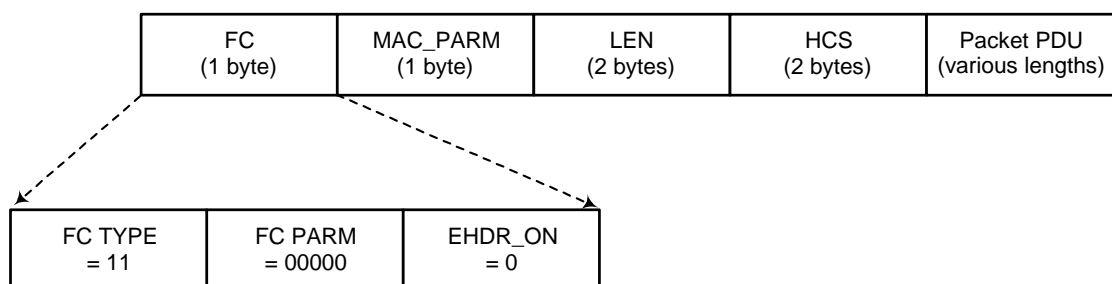 FC
(1 byte)
MAC_PARM
(1 byte)
LEN
(2 bytes)
HCS
(2 bytes)
Packet PDU
(various lengths)
FC TYPE
= 11
FC PARM
= 00000
EHDR_ON
= 0